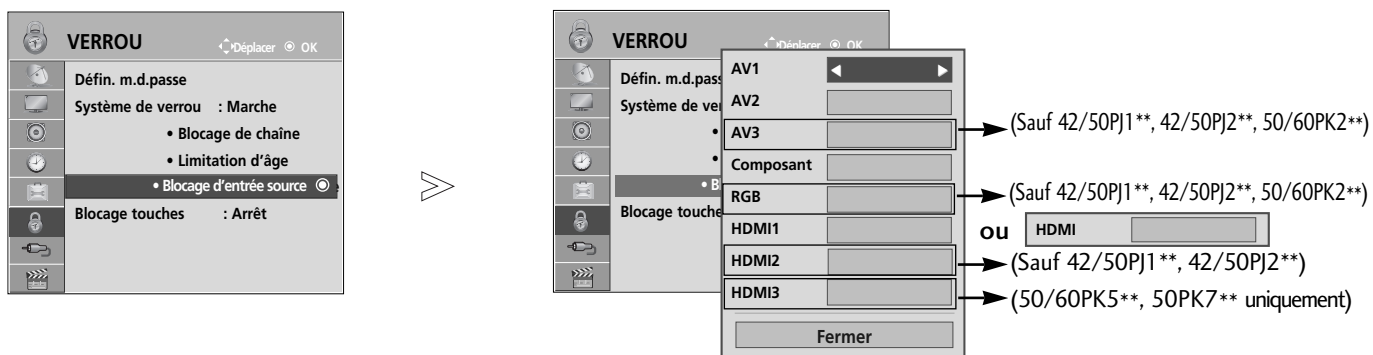 VERROU Déplacer OK
Défin. m.d.passe
Système de verrou : Marche
• Blocage de chaîne
• Limitation d'âge
• Blocage d'entrée source
Blocage touches : Arrêt
VERROU Déplacer OK
Défin. m.d.pass
Système de ver
•
•
• B
Blocage touche
AV1
AV2
AV3
Composant
RGB
HDMI1
HDMI2
HDMI3
Fermer
(Sauf 42/50PJ1**, 42/50PJ2**, 50/60PK2**)
(Sauf 42/50PJ1**, 42/50PJ2**, 50/60PK2**)
ou HDMI
(Sauf 42/50PJ1**, 42/50PJ2**)
(50/60PK5**, 50PK7** uniquement)